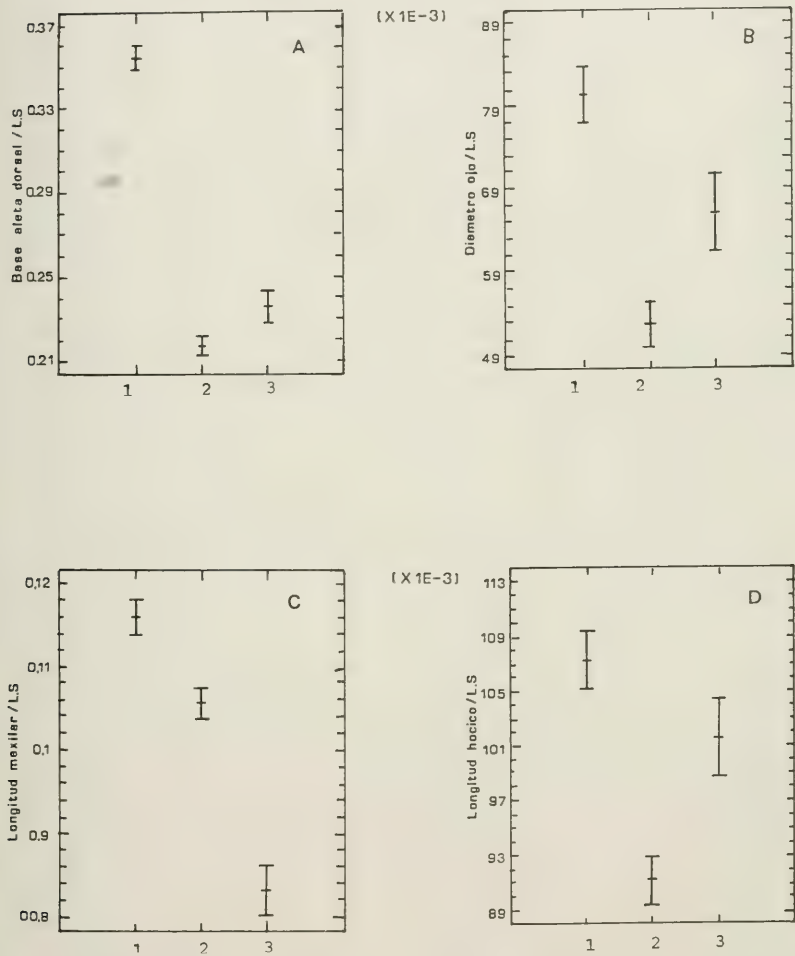 A
Base aleta dorsal / L.S
0.37
0.33
0.29
0.25
0.21
1 2 3
(X1E-3)
B
Diametro ojo/L.S
89
79
69
59
49
1 2 3
C
Longitud maxilar/L.S
0,12
0,11
0,1
0,9
00,8
1 2 3
(X1E-3)
D
Longitud hocico/L.S
113
109
105
101
97
93
89
1 2 3